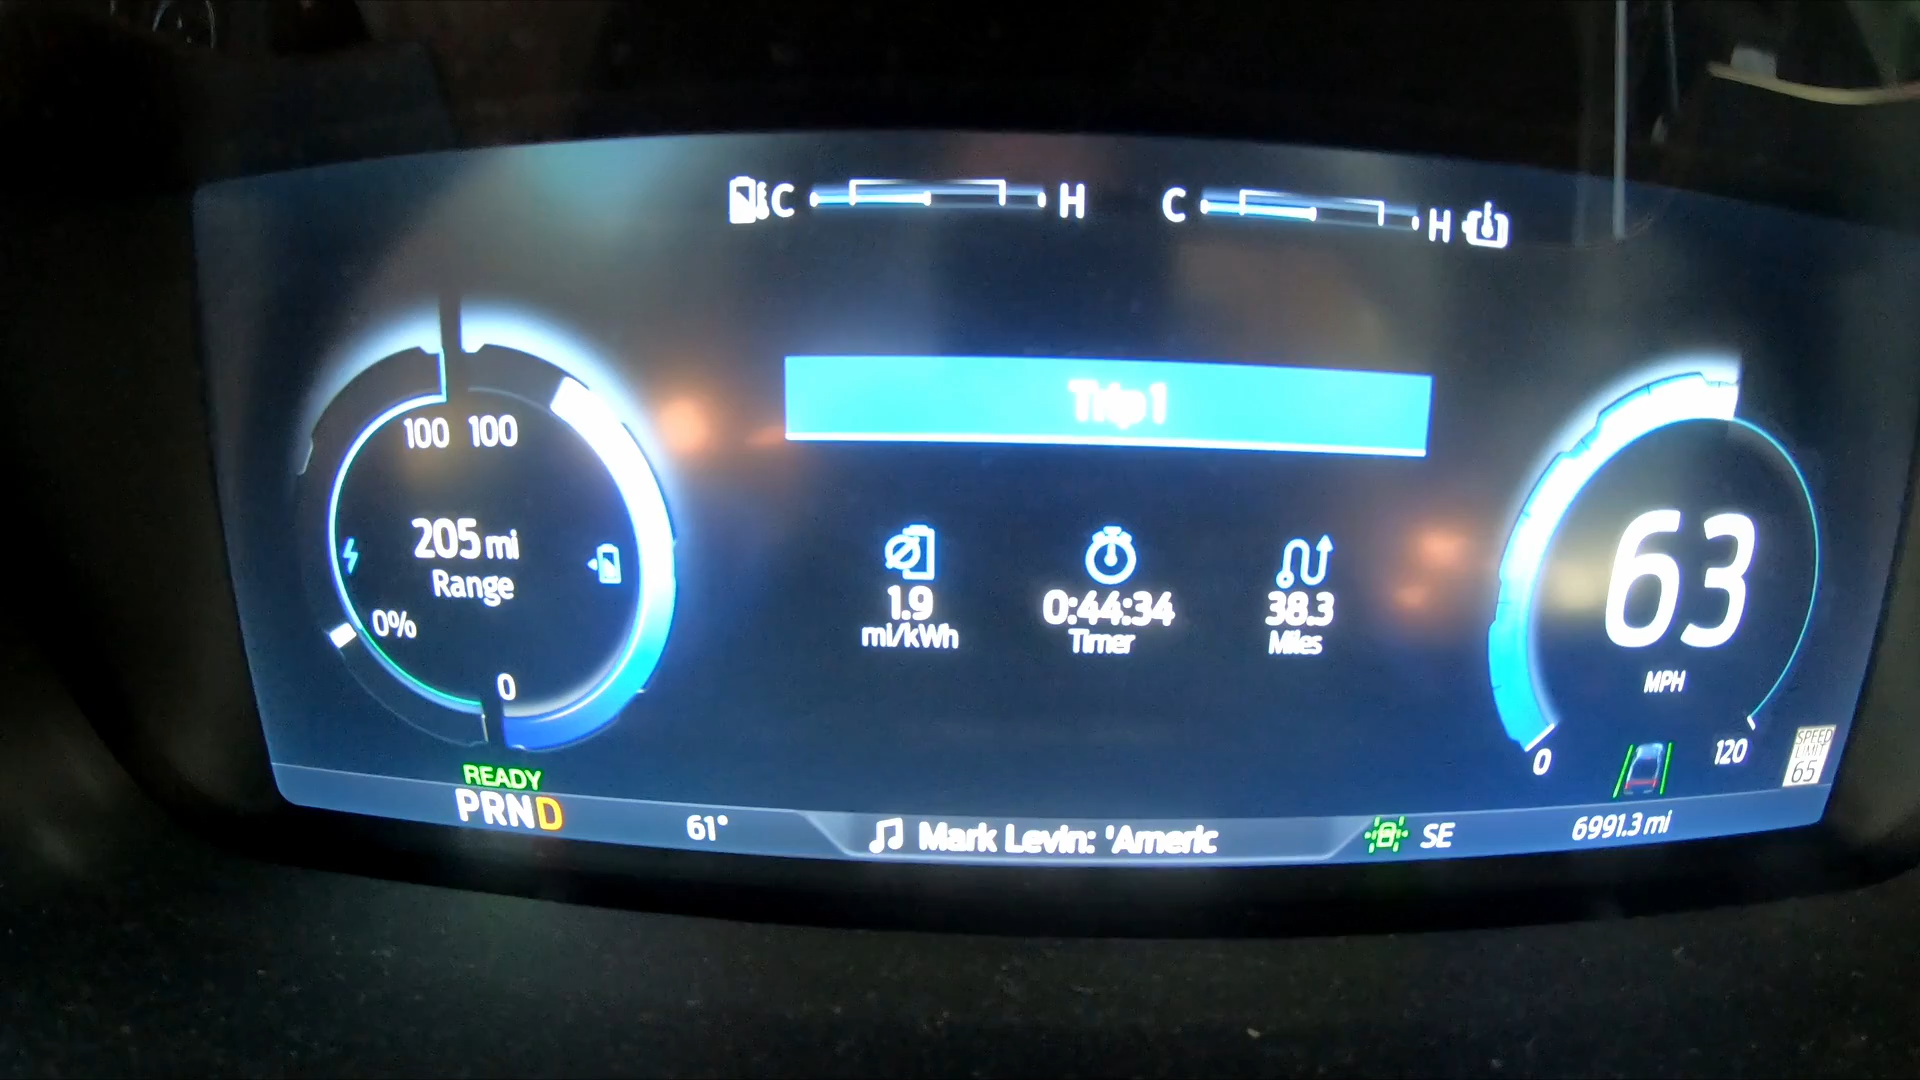 C H
C H
Trip 1
100 100
205 mi
Range
0%
0
1.9
mi/kWh
0:44:34
Timer
38.3
Miles
63
MPH
0
120
SPEED
LIMIT
65
READY
PRND
61°
Mark Levin: 'Americ
SE
6991.3 mi